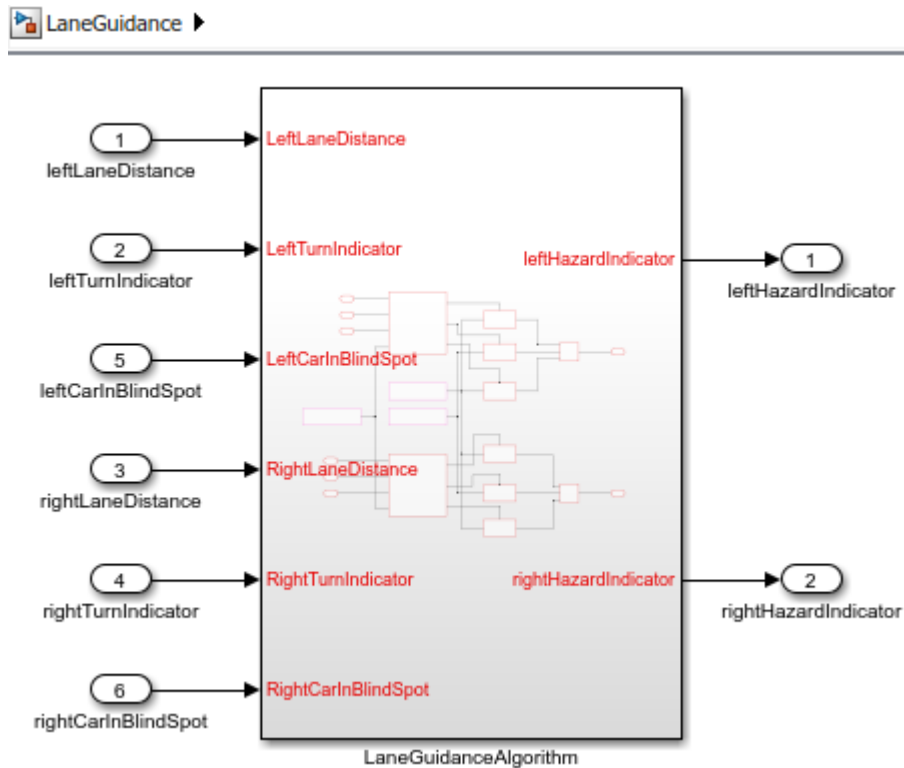 LaneGuidance
1
LeftLaneDistance
leftLaneDistance
2
LeftTurnIndicator
leftHazardIndicator
1
leftTurnIndicator
leftHazardIndicator
5
LeftCarInBlindSpot
leftCarInBlindSpot
3
RightLaneDistance
rightLaneDistance
4
RightTurnIndicator
rightHazardIndicator
2
rightTurnIndicator
rightHazardIndicator
6
RightCarInBlindSpot
rightCarInBlindSpot
LaneGuidanceAlgorithm